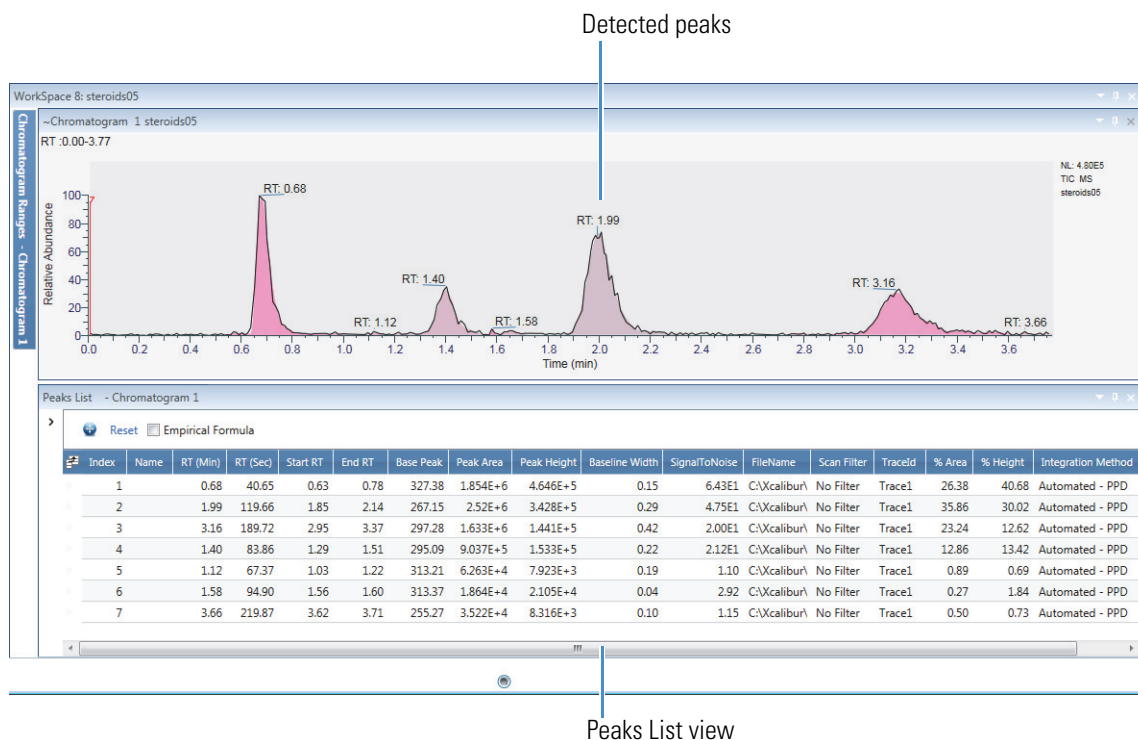 Detected peaks
WorkSpace 8: steroids05
Chromatogram Ranges - Chromatogram 1
~Chromatogram 1 steroids05
RT :0.00-3.77
NL: 4.80E5
TIC MS
steroids05
Relative Abundance
100
80
60
40
20
0
RT: 0.68
RT: 1.12
RT: 1.40
RT: 1.58
RT: 1.99
RT: 3.16
RT: 3.66
0.0 0.2 0.4 0.6 0.8 1.0 1.2 1.4 1.6 1.8 2.0 2.2 2.4 2.6 2.8 3.0 3.2 3.4 3.6
Time (min)
Peaks List - Chromatogram 1
Reset Empirical Formula
Index Name RT (Min) RT (Sec) Start RT End RT Base Peak Peak Area Peak Height Baseline Width SignalToNoise FileName Scan Filter TraceId % Area % Height Integration Method
1 0.68 40.65 0.63 0.78 327.38 1.854E+6 4.646E+5 0.15 6.43E1 C:\Xcalibur\ No Filter Trace1 26.38 40.68 Automated - PPD
2 1.99 119.66 1.85 2.14 267.15 2.52E+6 3.428E+5 0.29 4.75E1 C:\Xcalibur\ No Filter Trace1 35.86 30.02 Automated - PPD
3 3.16 189.72 2.95 3.37 297.28 1.633E+6 1.441E+5 0.42 2.00E1 C:\Xcalibur\ No Filter Trace1 23.24 12.62 Automated - PPD
4 1.40 83.86 1.29 1.51 295.09 9.037E+5 1.533E+5 0.22 2.12E1 C:\Xcalibur\ No Filter Trace1 12.86 13.42 Automated - PPD
5 1.12 67.37 1.03 1.22 313.21 6.263E+4 7.923E+3 0.19 1.10 C:\Xcalibur\ No Filter Trace1 0.89 0.69 Automated - PPD
6 1.58 94.90 1.56 1.60 313.37 1.864E+4 2.105E+4 0.04 2.92 C:\Xcalibur\ No Filter Trace1 0.27 1.84 Automated - PPD
7 3.66 219.87 3.62 3.71 255.27 3.522E+4 8.316E+3 0.10 1.15 C:\Xcalibur\ No Filter Trace1 0.50 0.73 Automated - PPD
Peaks List view